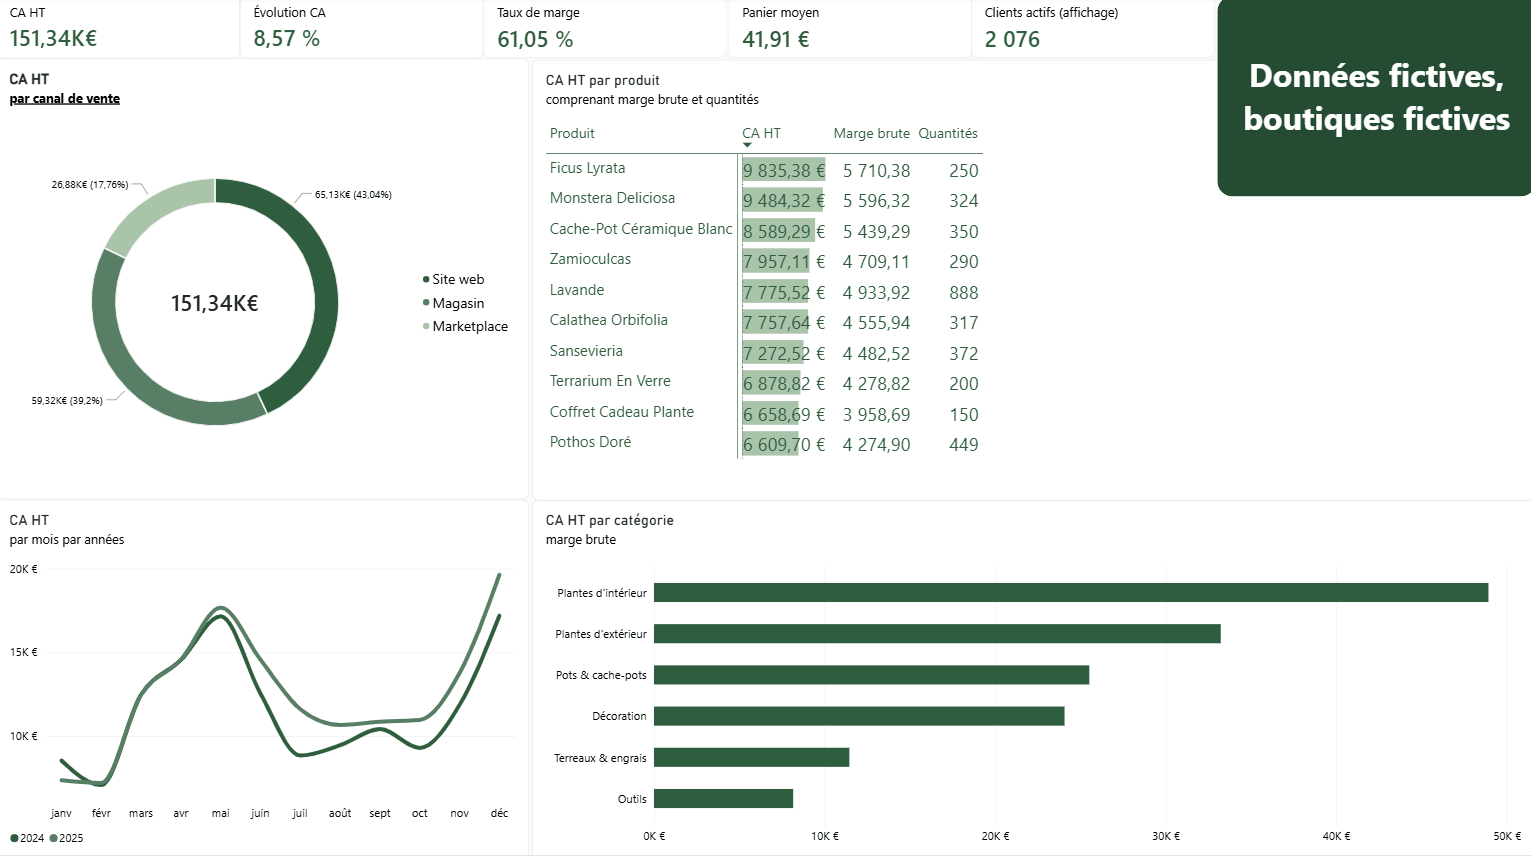 CA HT
151,34K€
Évolution CA
8,57 %
Taux de marge
61,05 %
Panier moyen
41,91 €
Clients actifs (affichage)
2 076
Données fictives,
boutiques fictives
CA HT
par canal de vente
26,88K€ (17,76%)
65,13K€ (43,04%)
151,34K€
59,32K€ (39,2%)
Site web
Magasin
Marketplace
CA HT par produit
comprenant marge brute et quantités
Produit CA HT Marge brute Quantités
Ficus Lyrata 9 835,38 € 5 710,38 250
Monstera Deliciosa 9 484,32 € 5 596,32 324
Cache-Pot Céramique Blanc 8 589,29 € 5 439,29 350
Zamioculcas 7 957,11 € 4 709,11 290
Lavande 7 775,52 € 4 933,92 888
Calathea Orbifolia 7 757,64 € 4 555,94 317
Sansevieria 7 272,52 € 4 482,52 372
Terrarium En Verre 6 878,82 € 4 278,82 200
Coffret Cadeau Plante 6 658,69 € 3 958,69 150
Pothos Doré 6 609,70 € 4 274,90 449
CA HT
par mois par années
20K €
15K €
10K €
janv févr mars avr mai juin juil août sept oct nov déc
2024 2025
CA HT par catégorie
marge brute
Plantes d'intérieur
Plantes d'extérieur
Pots & cache-pots
Décoration
Terreaux & engrais
Outils
0K € 10K € 20K € 30K € 40K € 50K €